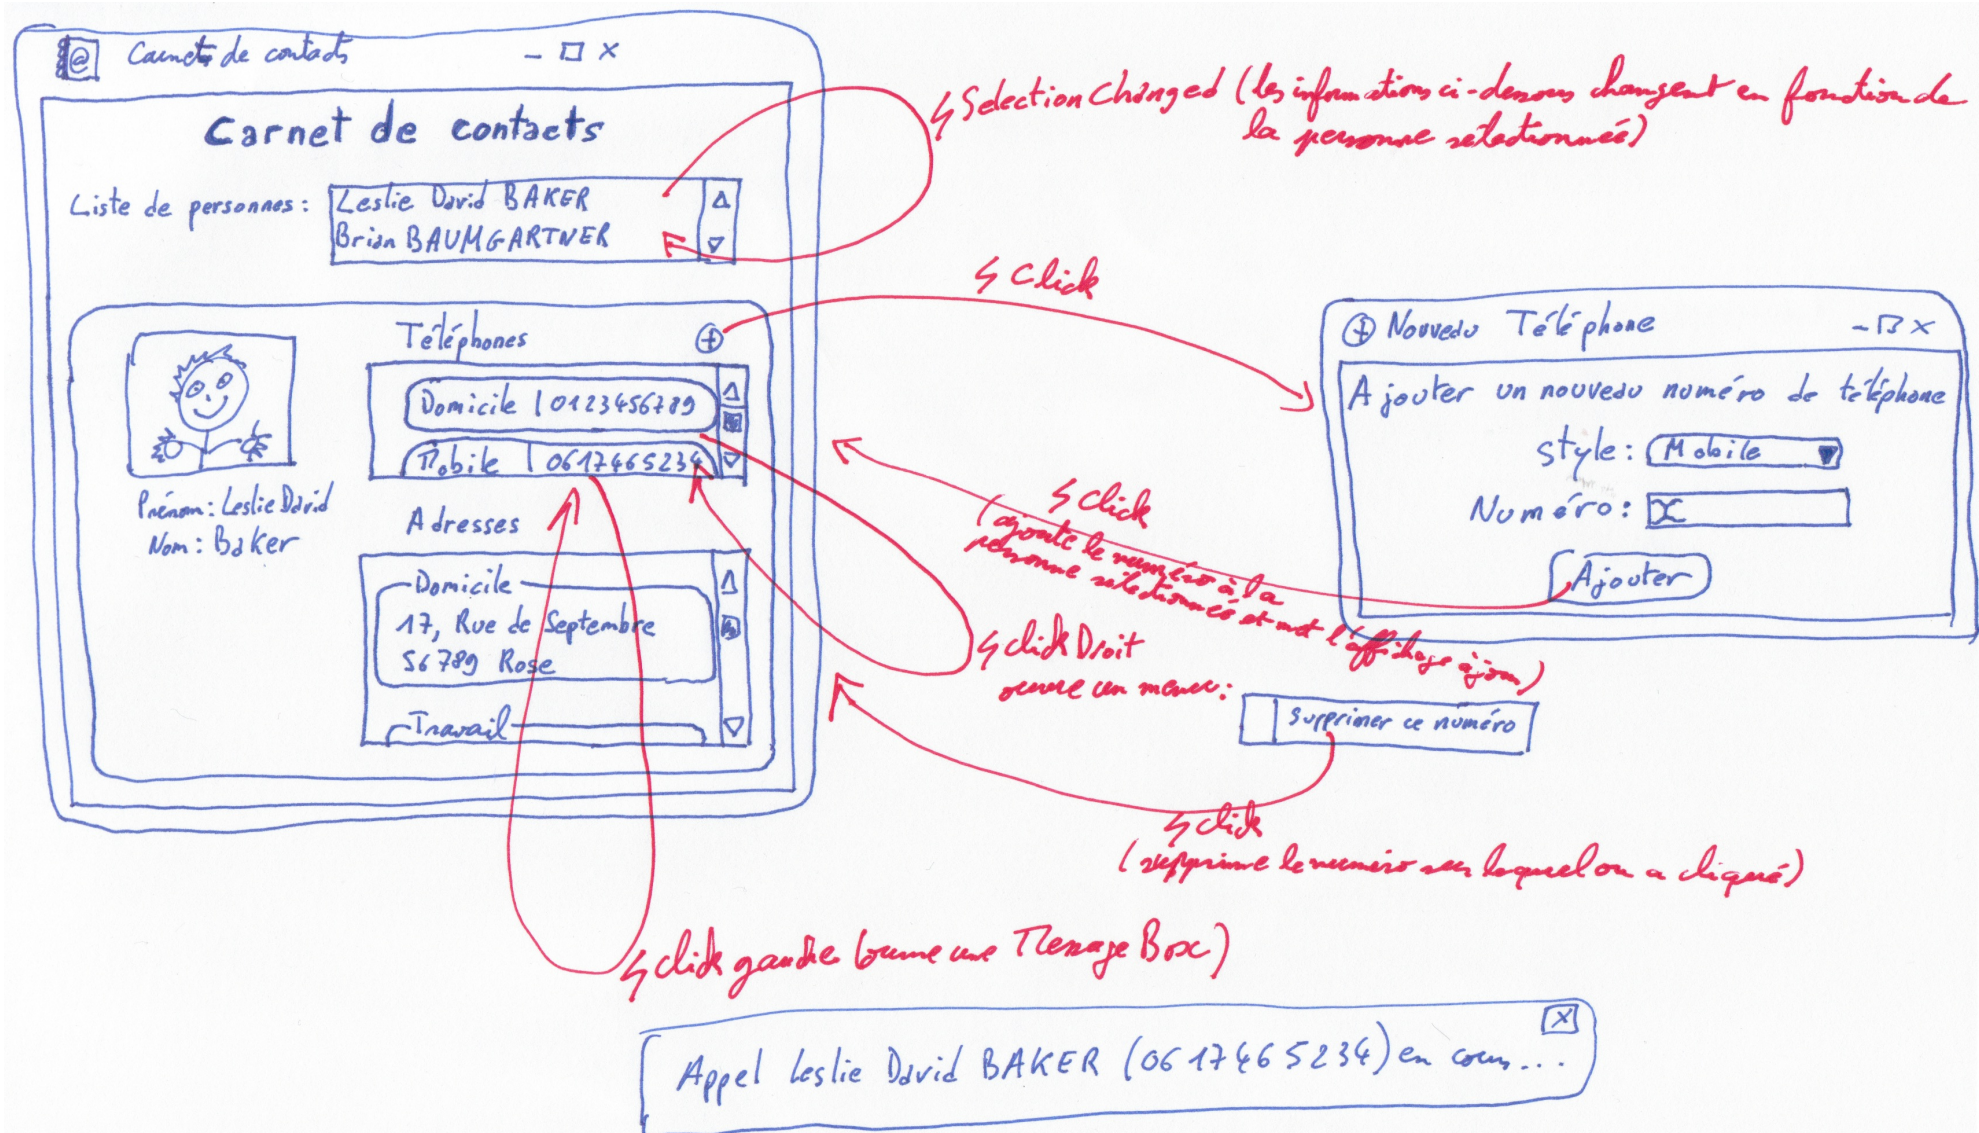 @ Carnet de contacts
Carnet de contacts
Liste de personnes :
Leslie David BAKER
Brian BAUMGARTNER
Téléphones
Domicile | 0123456789
Mobile | 0617465234
Prénom : Leslie David
Nom : Baker
Adresses
Domicile
17, Rue de Septembre
56789 Rose
Travail
SelectionChanged (les informations ci-dessous changent en fonction de
la personne sélectionnée)
Click
Nouveau Téléphone
Ajouter un nouveau numéro de téléphone
Style : Mobile
Numéro : x
Ajouter
Click
(ajoute le numéro à la
personne sélectionnée et met l'affichage à jour)
click Droit
ouvre un menu :
supprimer ce numéro
click
(supprime le numéro sur lequel on a cliqué)
click gauche (ouvre une Message Box)
X
Appel Leslie David BAKER (0617465234) en cours...